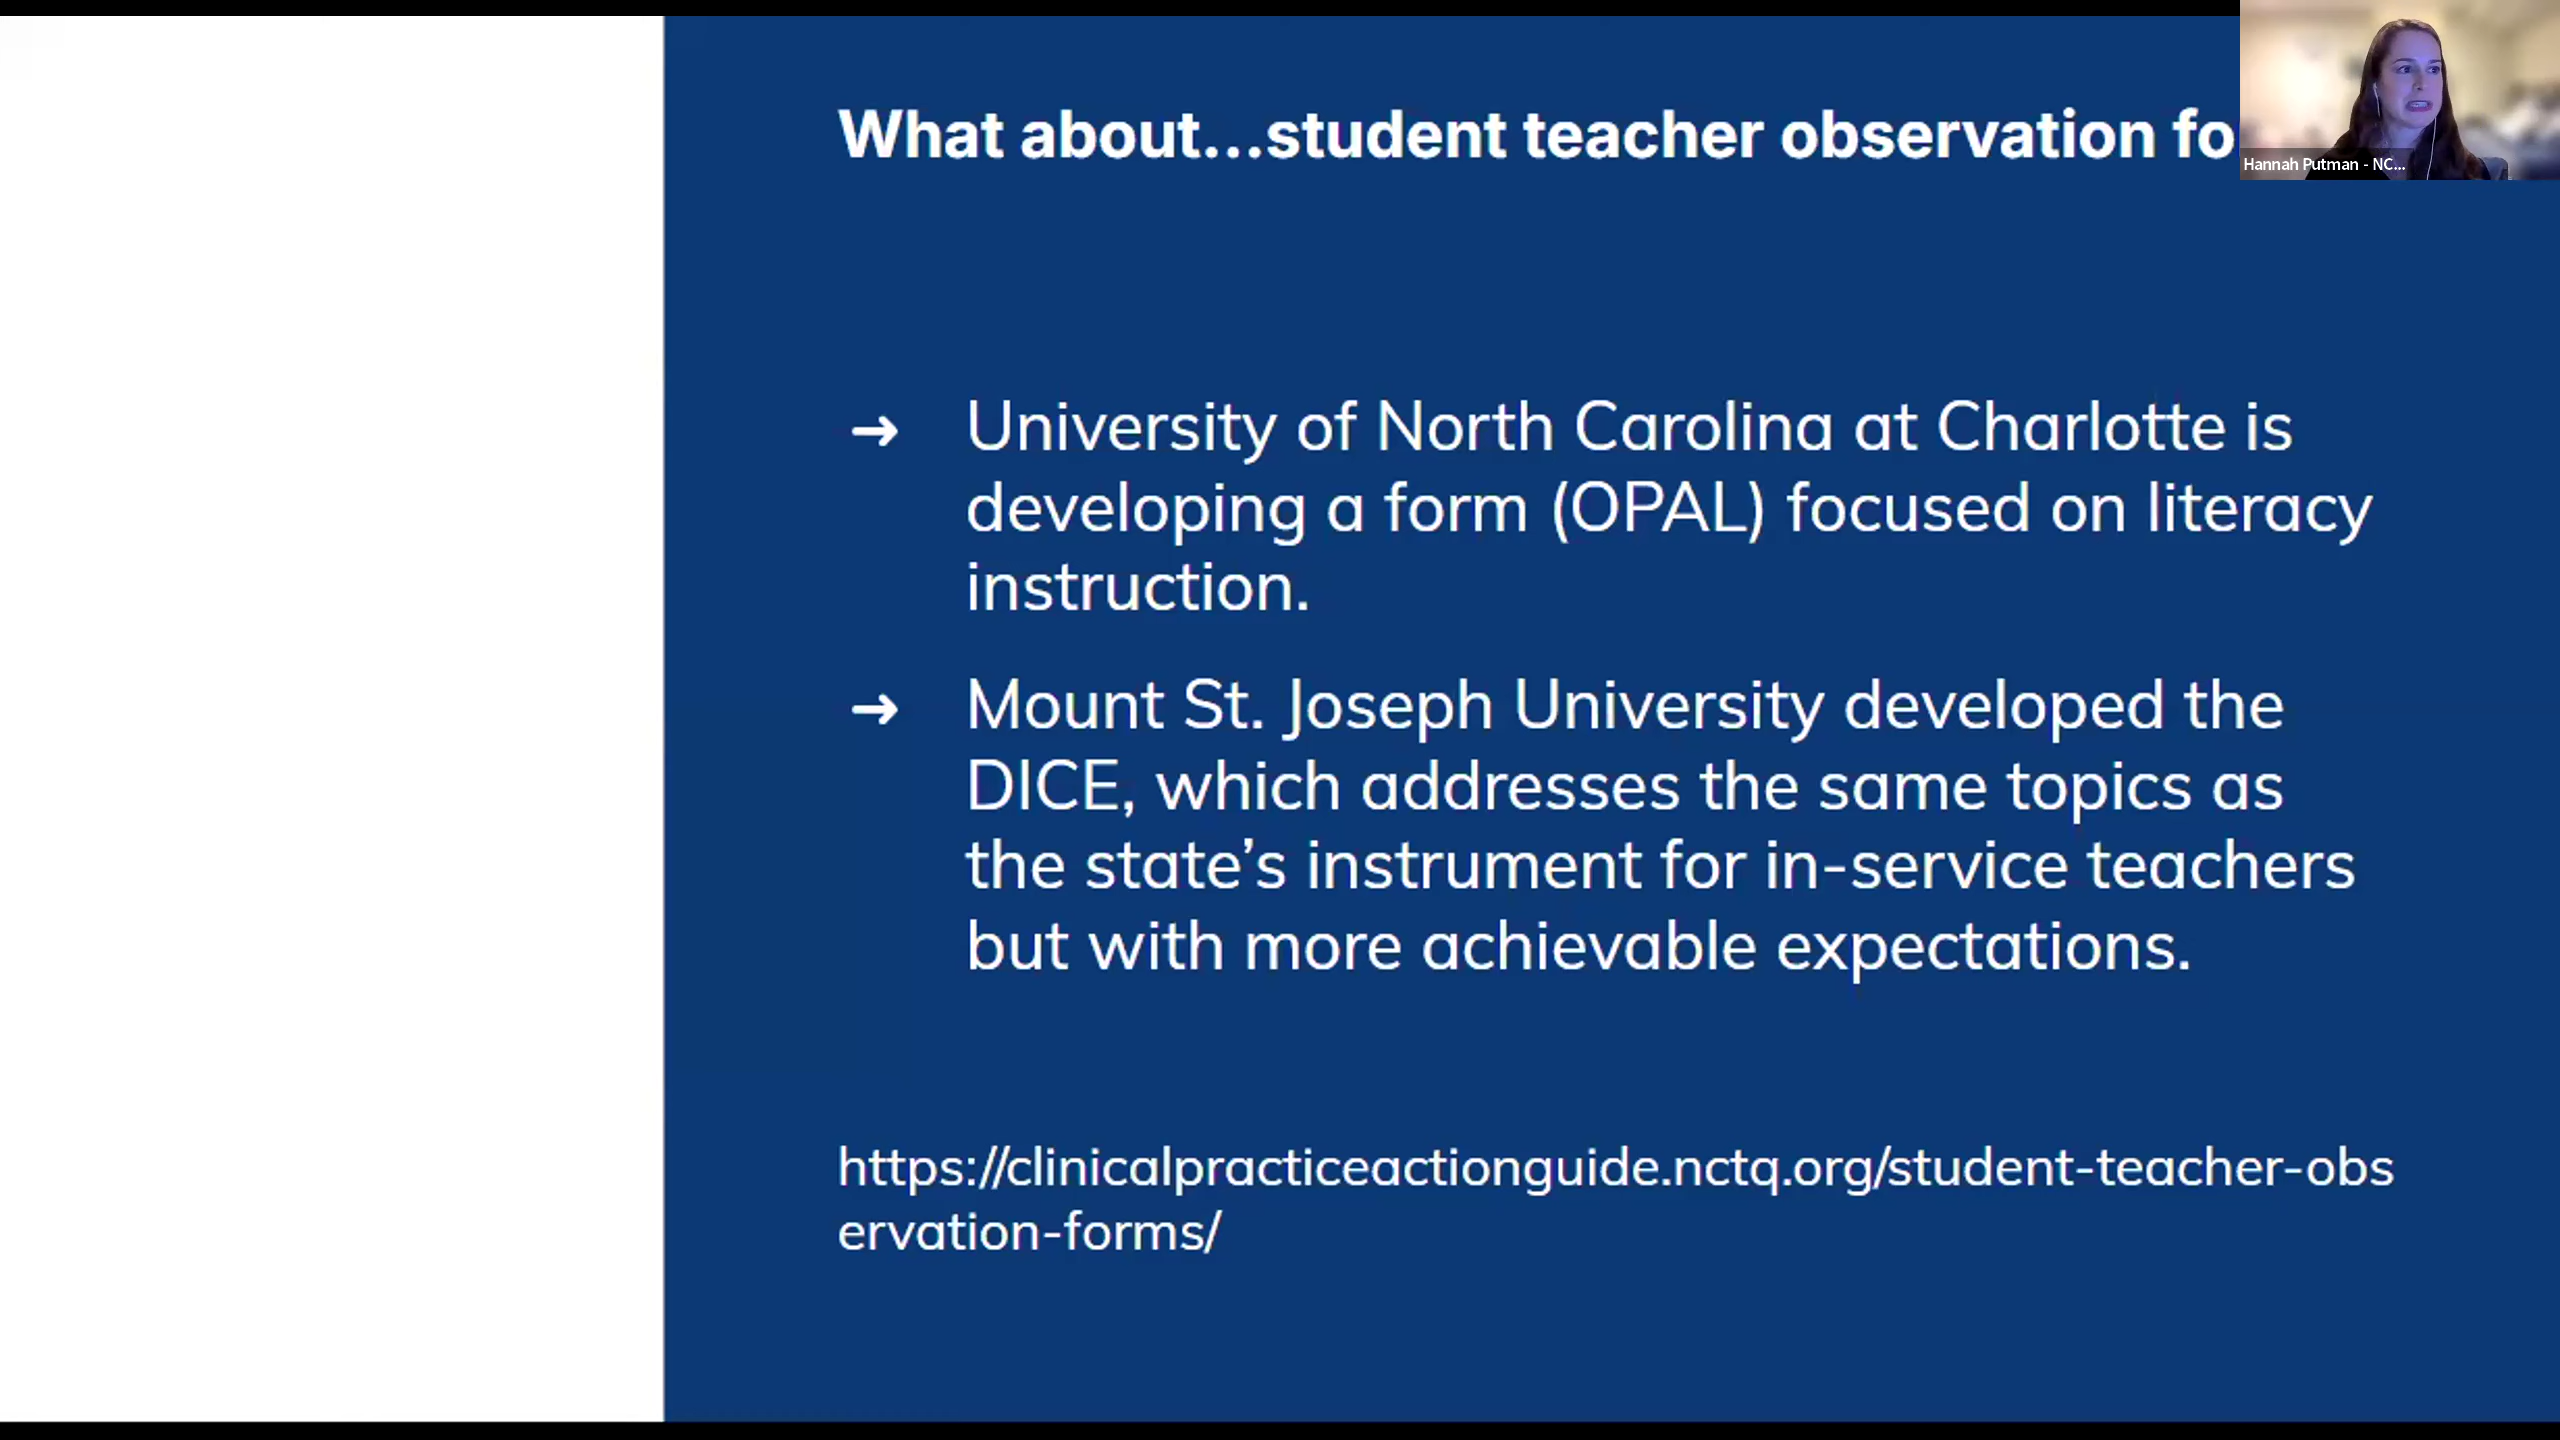 What about...student teacher observation fo
Hannah Putman - NC...
→ University of North Carolina at Charlotte is
developing a form (OPAL) focused on literacy
instruction.
→ Mount St. Joseph University developed the
DICE, which addresses the same topics as
the state’s instrument for in-service teachers
but with more achievable expectations.
https://clinicalpracticeactionguide.nctq.org/student-teacher-obs
ervation-forms/